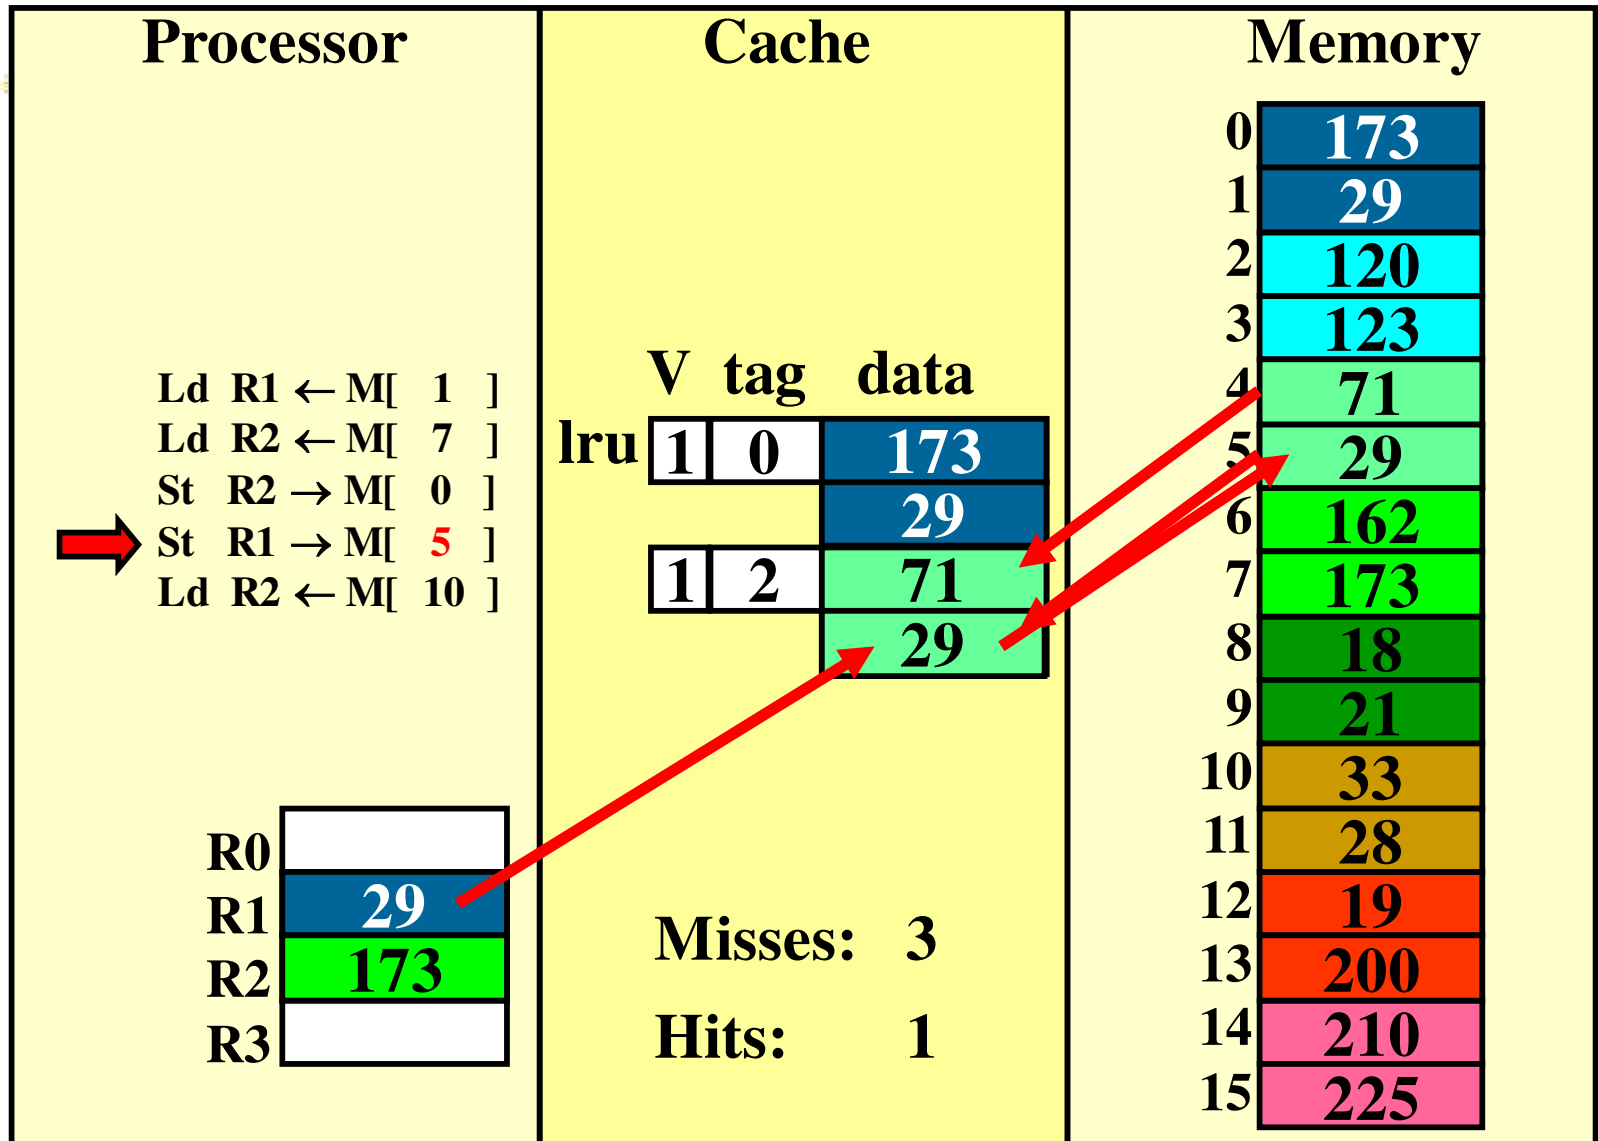 Processor
Ld R1 ← M[ 1 ]
Ld R2 ← M[ 7 ]
St R2 → M[ 0 ]
St R1 → M[ 5 ]
Ld R2 ← M[ 10 ]
R0
R1 29
R2 173
R3
Cache
V tag data
lru 1 0 173
29
1 2 71
29
Misses: 3
Hits: 1
Memory
0 173
1 29
2 120
3 123
4 71
5 29
6 162
7 173
8 18
9 21
10 33
11 28
12 19
13 200
14 210
15 225